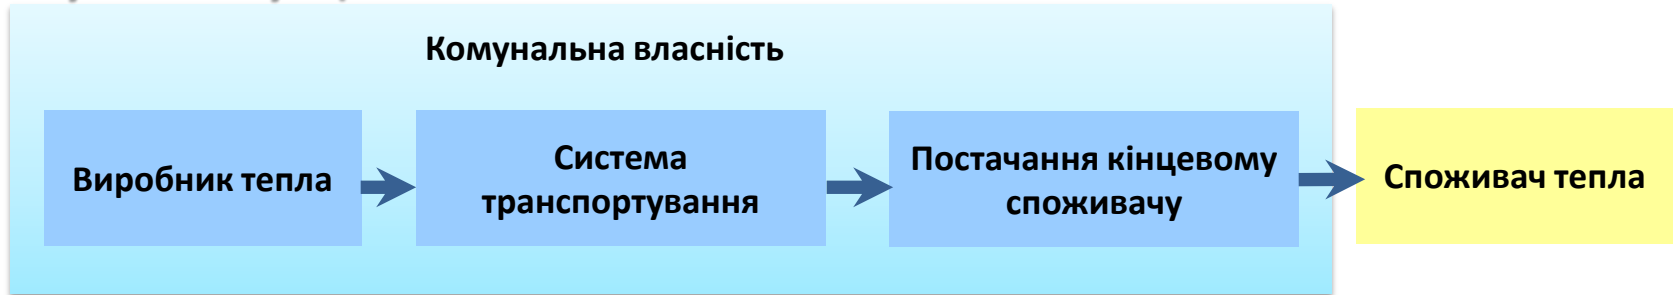 Комунальна власність
Виробник тепла
Система
транспортування
Постачання кінцевому
споживачу
Споживач тепла